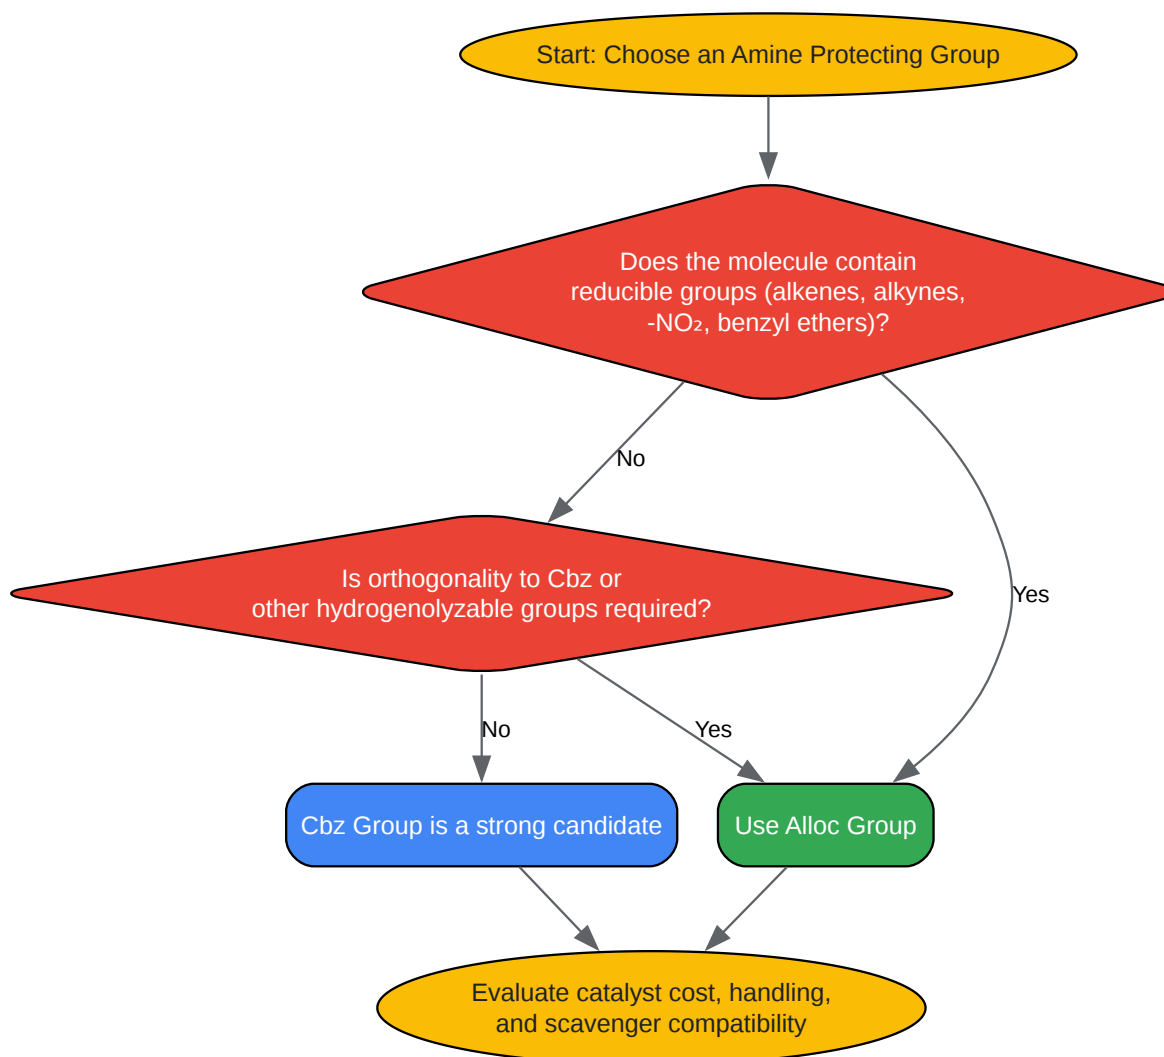 Start: Choose an Amine Protecting Group
Does the molecule contain
reducible groups (alkenes, alkynes,
-NO₂, benzyl ethers)?
No
Yes
Is orthogonality to Cbz or
other hydrogenolyzable groups required?
No
Yes
Cbz Group is a strong candidate
Use Alloc Group
Evaluate catalyst cost, handling,
and scavenger compatibility